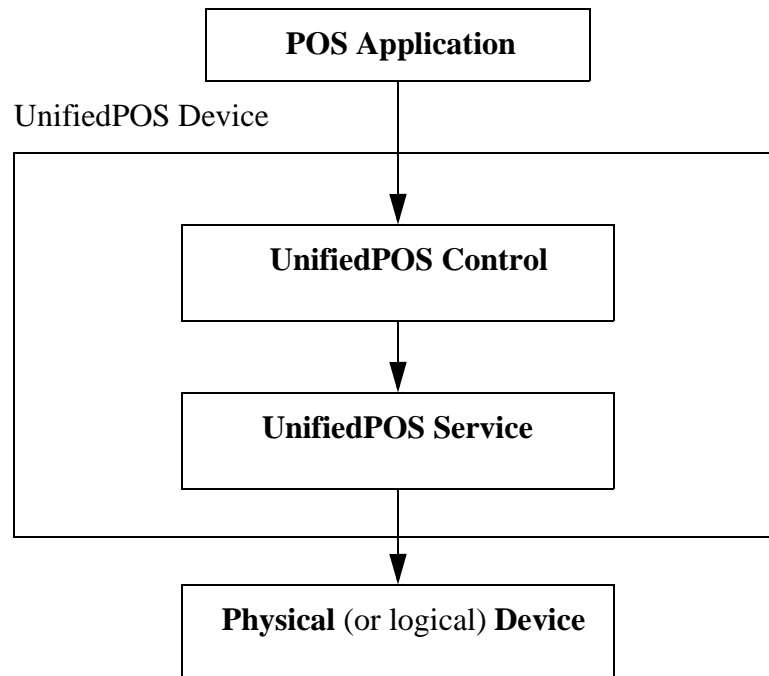 POS Application
UnifiedPOS Device
UnifiedPOS Control
UnifiedPOS Service
Physical (or logical) Device